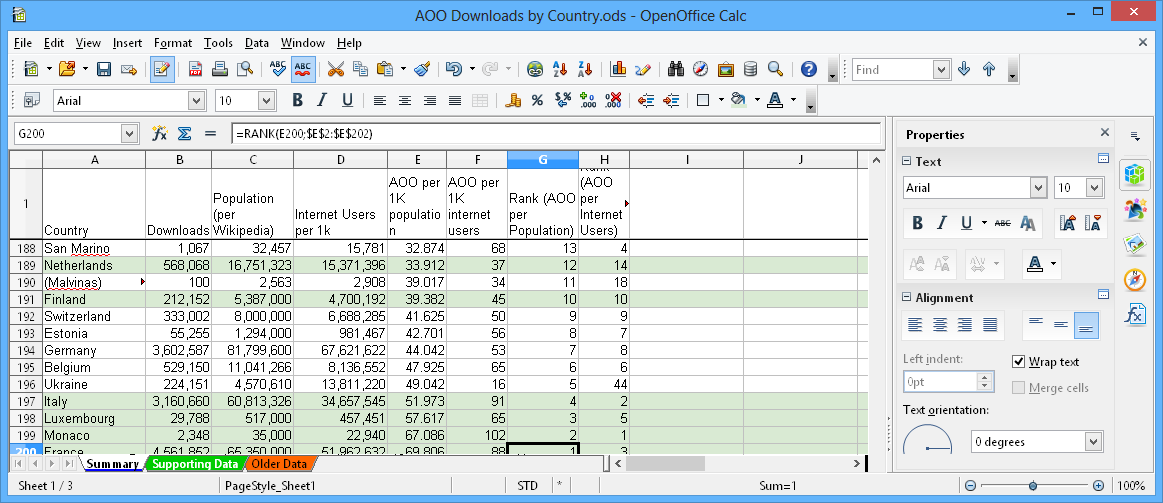 AOO Downloads by Country.ods - OpenOffice Calc
File Edit View Insert Format Tools Data Window Help
Find
Arial 10
G200 =RANK(E200;$E$2:$E$202)
A B C D E F G H I J
1 Country Downloads Population (per Wikipedia) Internet Users per 1k AOO per 1K population AOO per 1K internet users Rank (AOO per Population) Rank (AOO per Internet Users)
188 San Marino 1,067 32,457 15,781 32.874 68 13 4
189 Netherlands 568,068 16,751,323 15,371,396 33.912 37 12 14
190 (Malvinas) 100 2,563 2,908 39.017 34 11 18
191 Finland 212,152 5,387,000 4,700,192 39.382 45 10 10
192 Switzerland 333,002 8,000,000 6,688,285 41.625 50 9 9
193 Estonia 55,255 1,294,000 981,467 42.701 56 8 7
194 Germany 3,602,587 81,799,600 67,621,622 44.042 53 7 8
195 Belgium 529,150 11,041,266 8,136,552 47.925 65 6 6
196 Ukraine 224,151 4,570,610 13,811,220 49.042 16 5 44
197 Italy 3,160,660 60,813,326 34,657,545 51.973 91 4 2
198 Luxembourg 29,788 517,000 457,451 57.617 65 3 5
199 Monaco 2,348 35,000 22,940 67.086 102 2 1
200 France 4,561,852 65,350,000 51,962,632 69.806 88 1 3
Summary Supporting Data Older Data
Sheet 1 / 3 PageStyle_Sheet1 STD * Sum=1 100%
Properties
Text
Arial 10
B I U ABC AA
AA AA AV
A
Alignment
Left indent:
0pt
Wrap text
Merge cells
Text orientation:
0 degrees